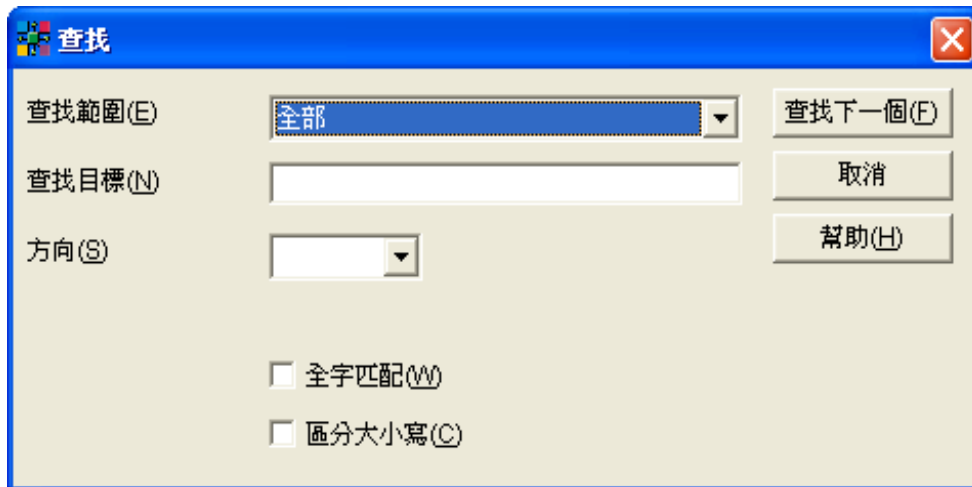 查找
查找範圍(E)
全部
查找下一個(F)
查找目標(N)
取消
方向(S)
幫助(H)
全字匹配(W)
區分大小寫(C)